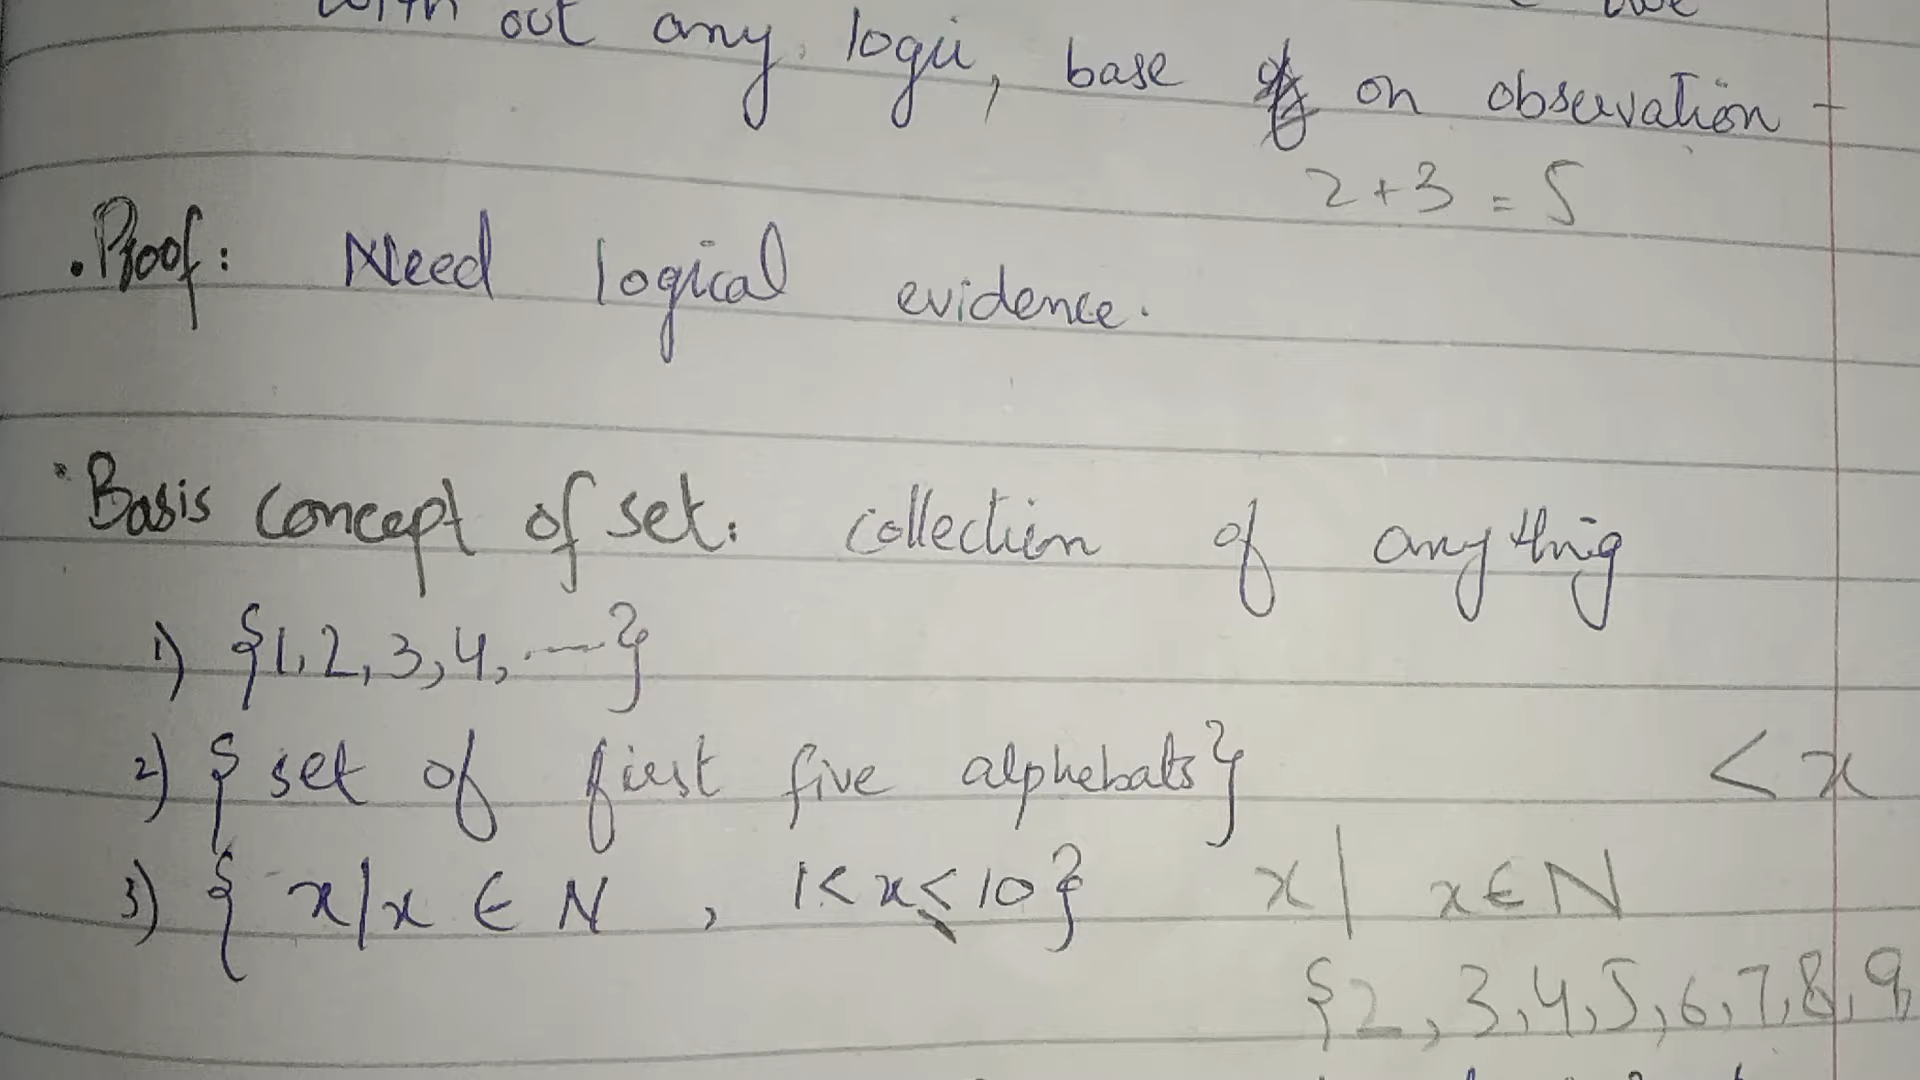 with out any logic, base on observation -
2+3 = 5
. Proof: Need logical evidence.
. Basis concept of set: collection of any thing
1) {1,2,3,4,----}
2) { set of first five alphebats}
< x
3) { x/x ∈ N , 1<x≤10}
x| x∈N
{2,3,4,5,6,7,8,9